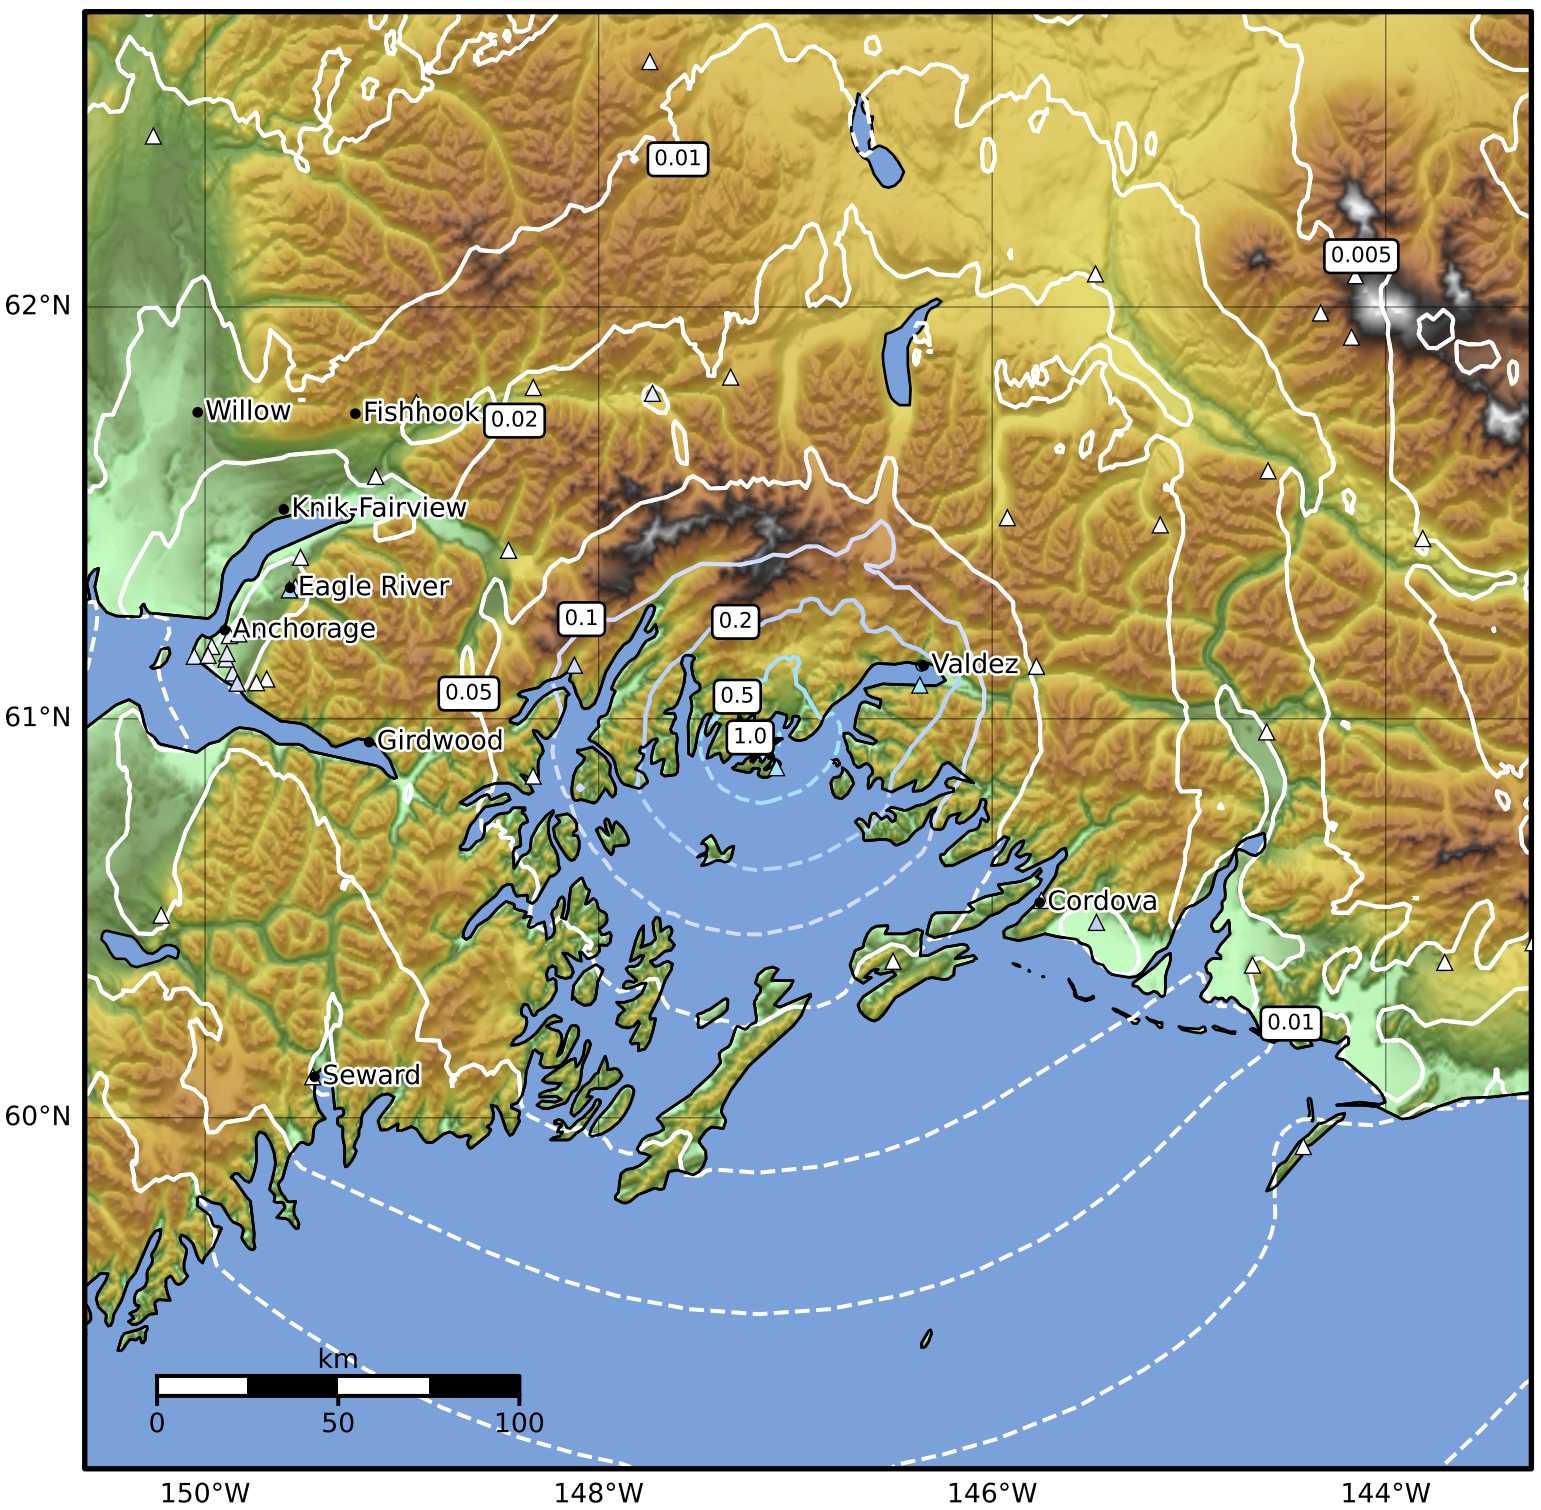 0.01
0.005
62°N
Willow
Fishhook
0.02
Knik-Fairview
Eagle River
0.1
0.2
Anchorage
Valdez
0.05
0.5
61°N
1.0
Girdwood
Cordova
0.01
Seward
60°N
km
0
50
100
150°W
148°W
146°W
144°W